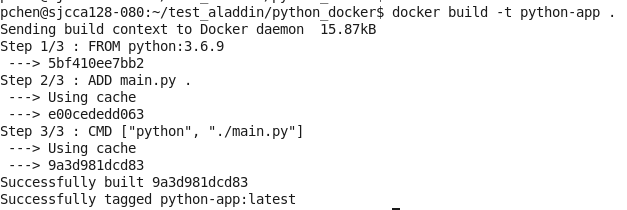 pchen@sjcca128-080:~/test_aladdin/python_docker$ docker build -t python-app .
Sending build context to Docker daemon  15.87kB
Step 1/3 : FROM python:3.6.9
 ---> 5bf410ee7bb2
Step 2/3 : ADD main.py .
 ---> Using cache
 ---> e00cededd063
Step 3/3 : CMD ["python", "./main.py"]
 ---> Using cache
 ---> 9a3d981dcd83
Successfully built 9a3d981dcd83
Successfully tagged python-app:latest